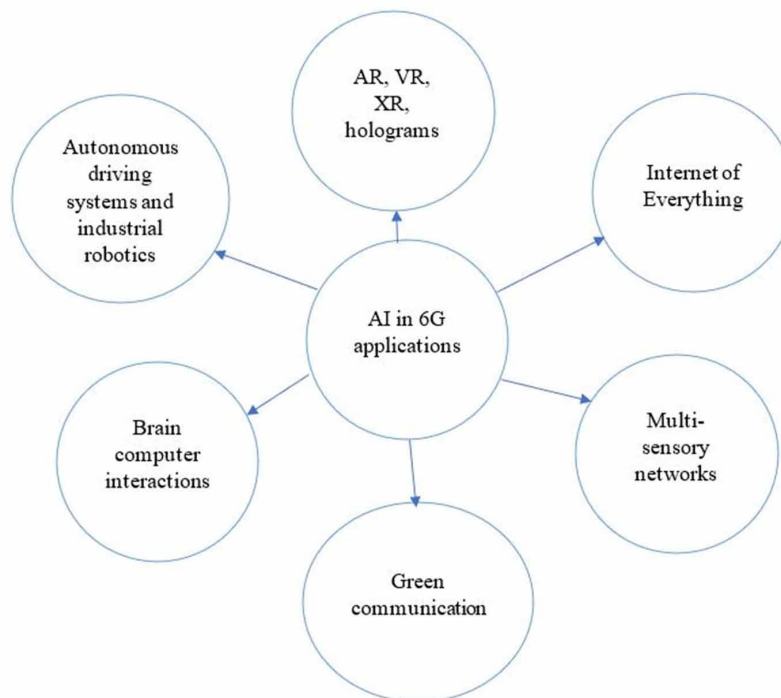 AR, VR,
XR,
holograms
Autonomous
driving
systems and
industrial
robotics
Internet of
Everything
AI in 6G
applications
Brain
computer
interactions
Multi-
sensory
networks
Green
communication